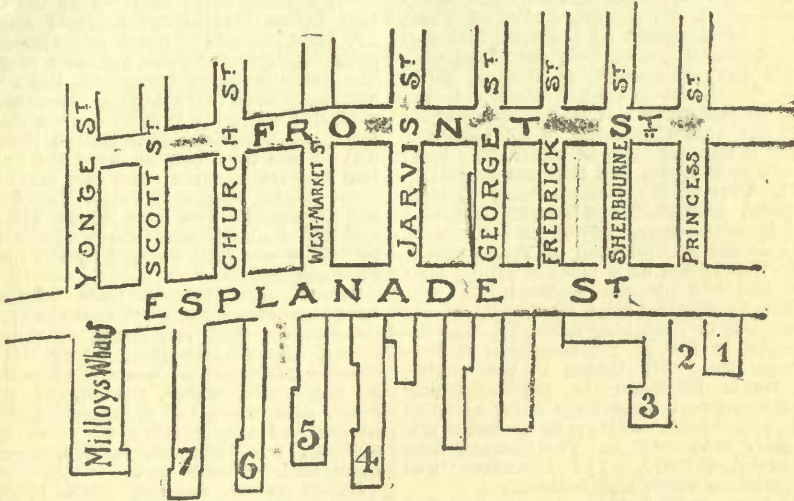 YONGE ST
SCOTT ST
CHURCH ST
WEST-MARKET ST
JARVIS ST
GEORGE ST
FREDRICK ST
SHERBOURNE ST
PRINCESS ST
FRONT ST
ESPLANADE ST
Milloys Wharf
7
6
5
4
3
2
1